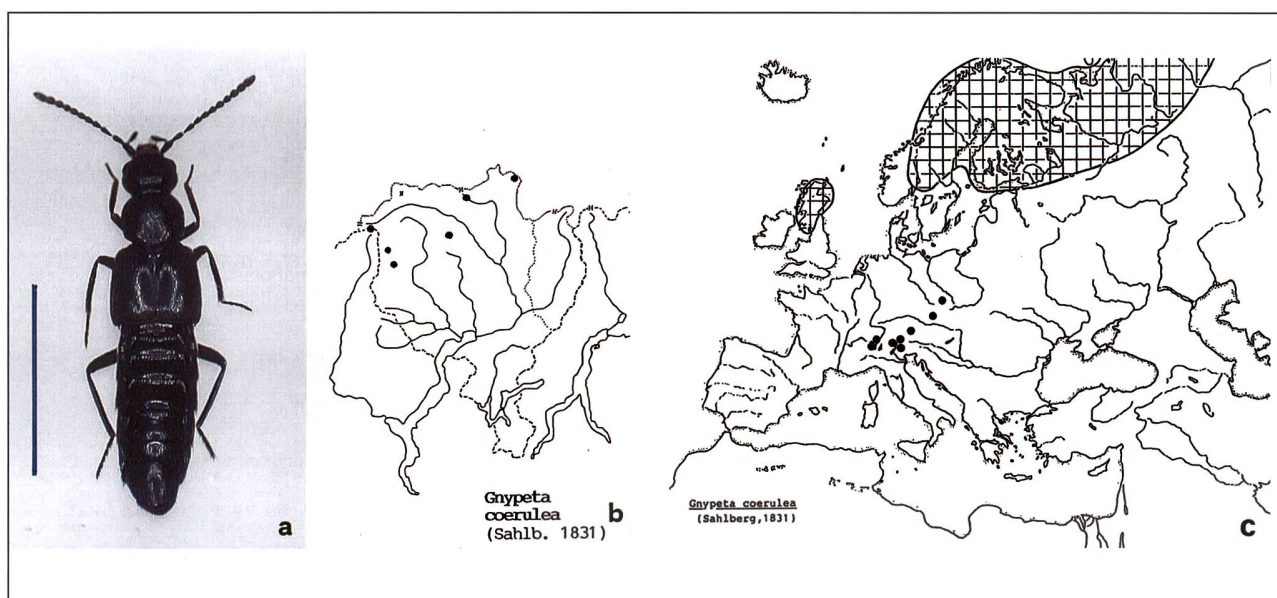 a
Gnypeta
coerulea
(Sahlb. 1831)
b
Gnypeta coerulea
(Sahlberg,1831)
c